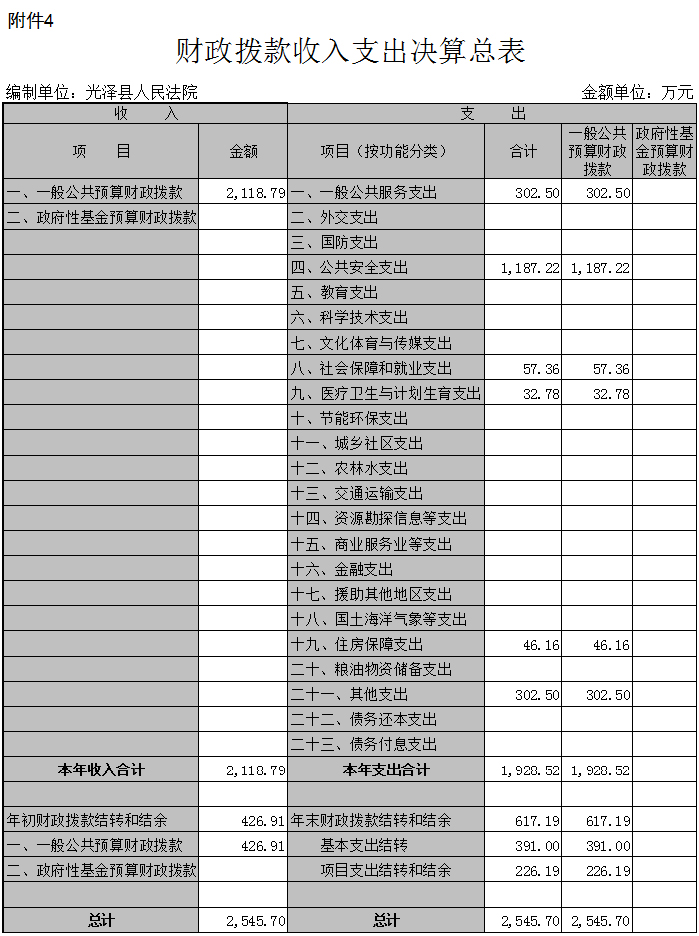 附件4
财政拨款收入支出决算总表
编制单位：光泽县人民法院 金额单位：万元
收 入 支 出
项 目 金额 项目（按功能分类） 合计 一般公共预算财政拨款 政府性基金预算财政拨款
一、一般公共预算财政拨款 2,118.79 一、一般公共服务支出 302.50 302.50
二、政府性基金预算财政拨款 二、外交支出
三、国防支出
四、公共安全支出 1,187.22 1,187.22
五、教育支出
六、科学技术支出
七、文化体育与传媒支出
八、社会保障和就业支出 57.36 57.36
九、医疗卫生与计划生育支出 32.78 32.78
十、节能环保支出
十一、城乡社区支出
十二、农林水支出
十三、交通运输支出
十四、资源勘探信息等支出
十五、商业服务业等支出
十六、金融支出
十七、援助其他地区支出
十八、国土海洋气象等支出
十九、住房保障支出 46.16 46.16
二十、粮油物资储备支出
二十一、其他支出 302.50 302.50
二十二、债务还本支出
二十三、债务付息支出
本年收入合计 2,118.79 本年支出合计 1,928.52 1,928.52
年初财政拨款结转和结余 426.91 年末财政拨款结转和结余 617.19 617.19
一、一般公共预算财政拨款 426.91 基本支出结转 391.00 391.00
二、政府性基金预算财政拨款 项目支出结转和结余 226.19 226.19
总计 2,545.70 总计 2,545.70 2,545.70